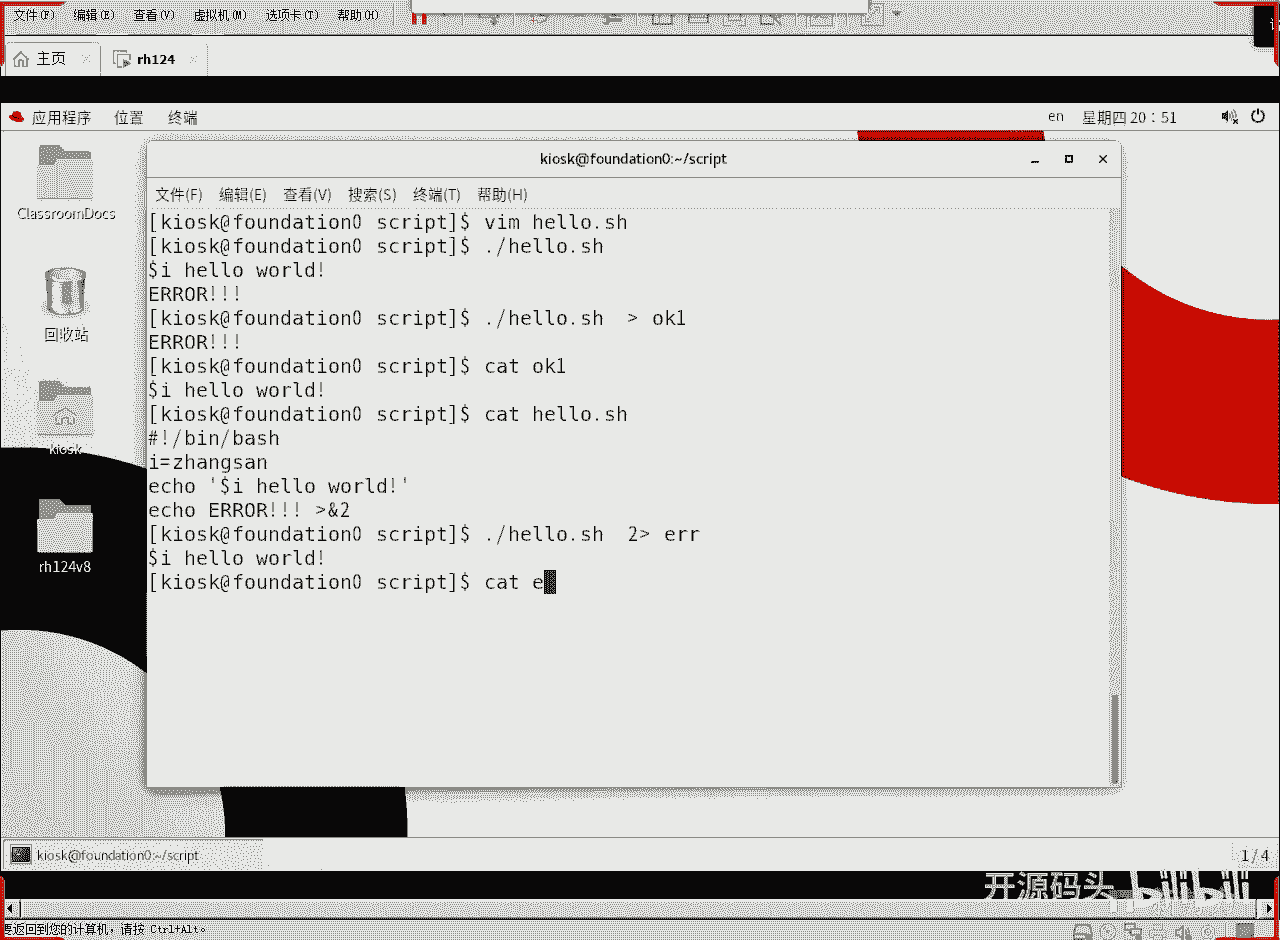 文件(F) 编辑(E) 查看(V) 虚拟机(M) 选项卡(T) 帮助(H)
主页 rh124
应用程序 位置 终端 en 星期四 20：51
ClassroomDocs
回收站
kiosk
rh124v8
kiosk@foundation0:~/script
文件(F) 编辑(E) 查看(V) 搜索(S) 终端(T) 帮助(H)
[kiosk@foundation0 script]$ vim hello.sh
[kiosk@foundation0 script]$ ./hello.sh
$i hello world!
ERROR!!!
[kiosk@foundation0 script]$ ./hello.sh  > ok1
ERROR!!!
[kiosk@foundation0 script]$ cat ok1
$i hello world!
[kiosk@foundation0 script]$ cat hello.sh
#!/bin/bash
i=zhangsan
echo '$i hello world!'
echo ERROR!!! >&2
[kiosk@foundation0 script]$ ./hello.sh  2> err
$i hello world!
[kiosk@foundation0 script]$ cat e
kiosk@foundation0:~/script
1 / 4
开源码头 bilibili
要返回到您的计算机，请按 Ctrl+Alt。